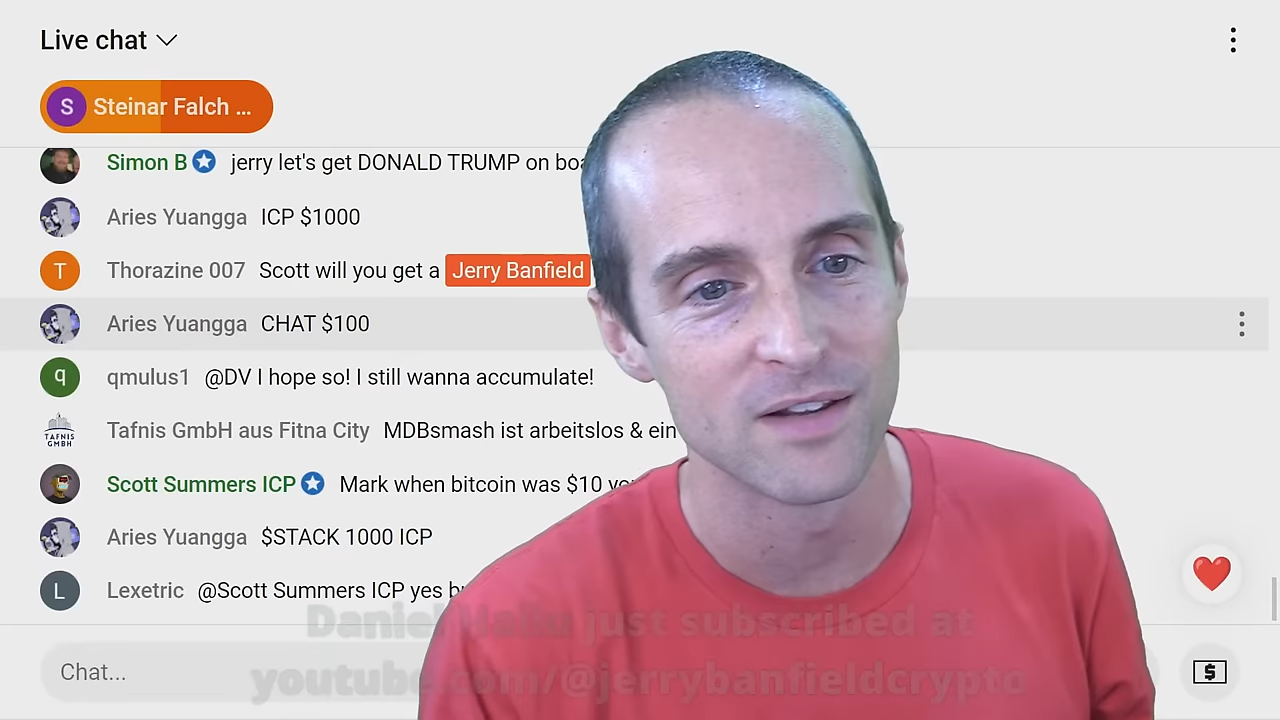 Live chat
S Steinar Falch ...
Simon B jerry let's get DONALD TRUMP on
Aries Yuangga ICP $1000
T Thorazine 007 Scott will you get a Jerry Banfield
Aries Yuangga CHAT $100
q qmulus1 @DV I hope so! I still wanna accumulate!
TAFNIS GMBH Tafnis GmbH aus Fitna City MDBsmash ist arbeitslos & ein
Scott Summers ICP Mark when bitcoin was $10
Aries Yuangga $STACK 1000 ICP
L Lexetric @Scott Summers ICP yes
Daniel just subscribed at
youtube.com/@jerrybanfieldcrypto
Chat...
$